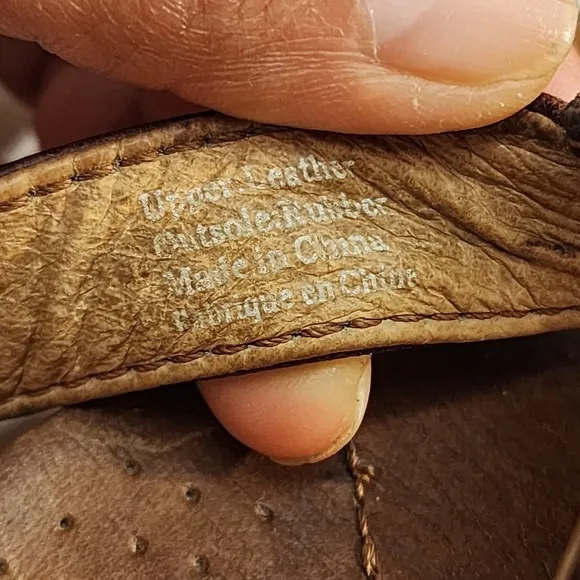 Upper:Leather
Outsole:Rubber
Made in China
Fabriqué en Chine